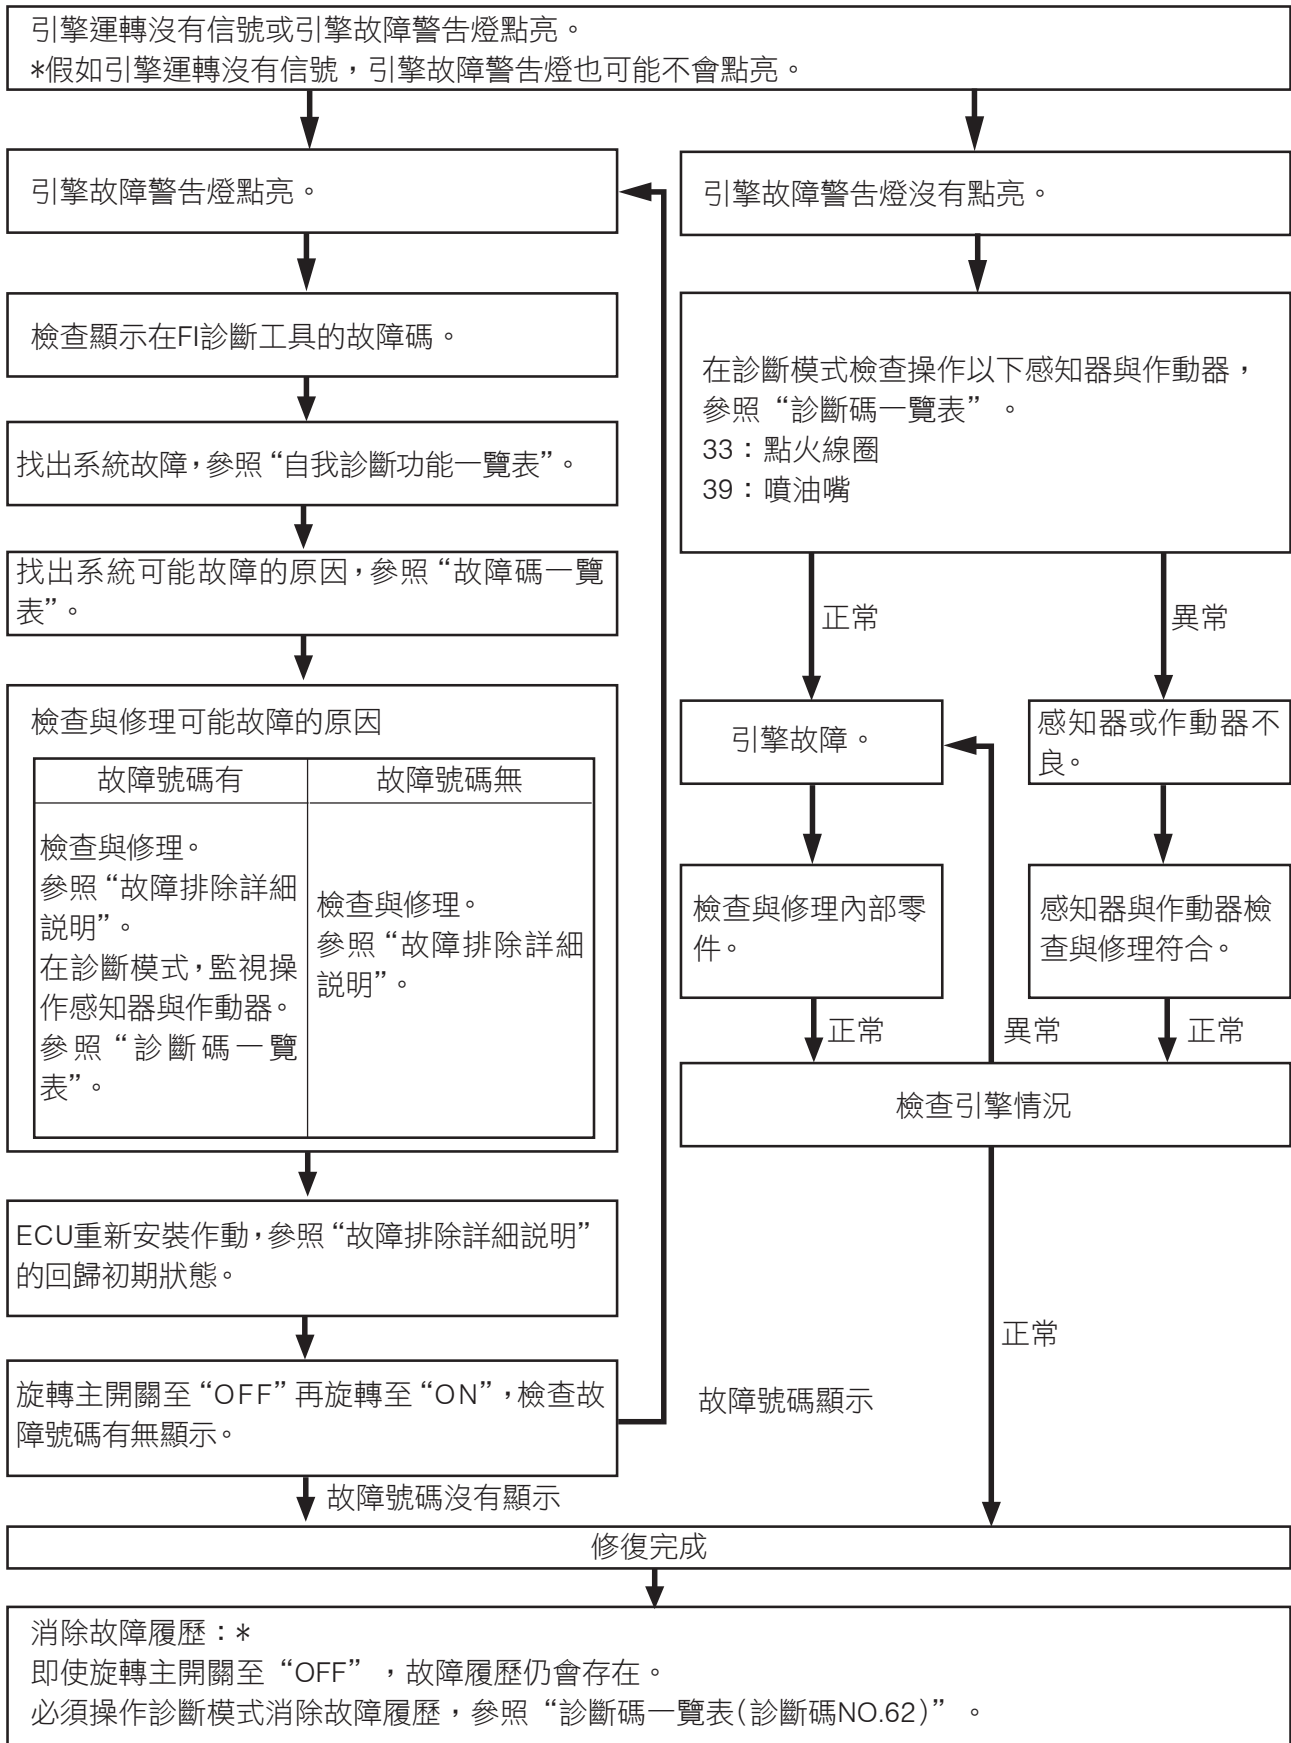 引擎運轉沒有信號或引擎故障警告燈點亮。
*假如引擎運轉沒有信號，引擎故障警告燈也可能不會點亮。
引擎故障警告燈點亮。
檢查顯示在FI診斷工具的故障碼。
找出系統故障，參照“自我診斷功能一覽表”。
找出系統可能故障的原因，參照“故障碼一覽
表”。
檢查與修理可能故障的原因
故障號碼有
檢查與修理。
參照“故障排除詳細
説明”。
在診斷模式，監視操
作感知器與作動器。
參照“診斷碼一覽
表”。
故障號碼無
檢查與修理。
參照“故障排除詳細
説明”。
ECU重新安裝作動，參照“故障排除詳細説明”
的回歸初期狀態。
旋轉主開關至“OFF”再旋轉至“ON”，檢查故
障號碼有無顯示。
故障號碼沒有顯示
故障號碼顯示
引擎故障警告燈沒有點亮。
在診斷模式檢查操作以下感知器與作動器，
參照“診斷碼一覽表”。
33：點火線圈
39：噴油嘴
正常
異常
引擎故障。
感知器或作動器不
良。
檢查與修理內部零
件。
感知器與作動器檢
查與修理符合。
正常
異常
正常
檢查引擎情況
正常
修復完成
消除故障履歷：*
即使旋轉主開關至“OFF”，故障履歷仍會存在。
必須操作診斷模式消除故障履歷，參照“診斷碼一覽表(診斷碼NO.62)”。